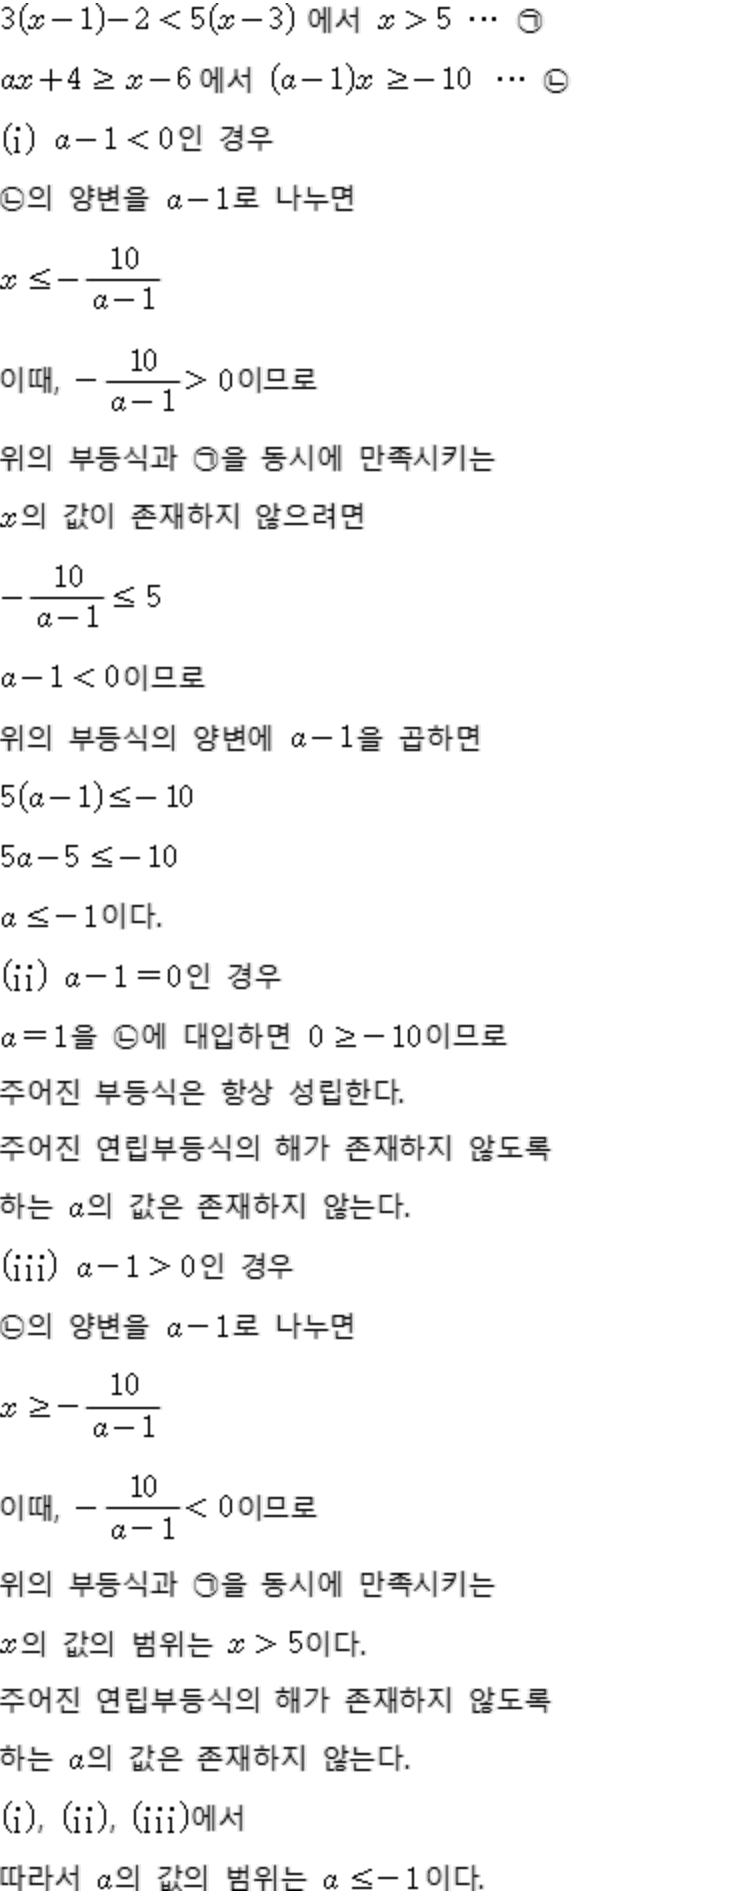 3(x-1)-2<5(x-3) 에서 x>5 … ㉠
ax+4≥x-6에서 (a-1)x ≥-10 … ㉡
(i) a-1<0인 경우
㉡의 양변을 a-1로 나누면
x ≤-10/(a-1)
이때, -10/(a-1)> 0이므로
위의 부등식과 ㉠을 동시에 만족시키는
x의 값이 존재하지 않으려면
-10/(a-1)≤5
a-1<0이므로
위의 부등식의 양변에 a-1을 곱하면
5(a-1)≤-10
5a-5 ≤-10
a ≤-1이다.
(ii) a-1=0인 경우
a=1을 ㉡에 대입하면 0 ≥-10이므로
주어진 부등식은 항상 성립한다.
주어진 연립부등식의 해가 존재하지 않도록
하는 a의 값은 존재하지 않는다.
(iii) a-1>0인 경우
㉡의 양변을 a-1로 나누면
x ≥-10/(a-1)
이때, -10/(a-1)< 0이므로
위의 부등식과 ㉠을 동시에 만족시키는
x의 값의 범위는 x> 5이다.
주어진 연립부등식의 해가 존재하지 않도록
하는 a의 값은 존재하지 않는다.
(i), (ii), (iii)에서
따라서 a의 값의 범위는 a ≤-1이다.